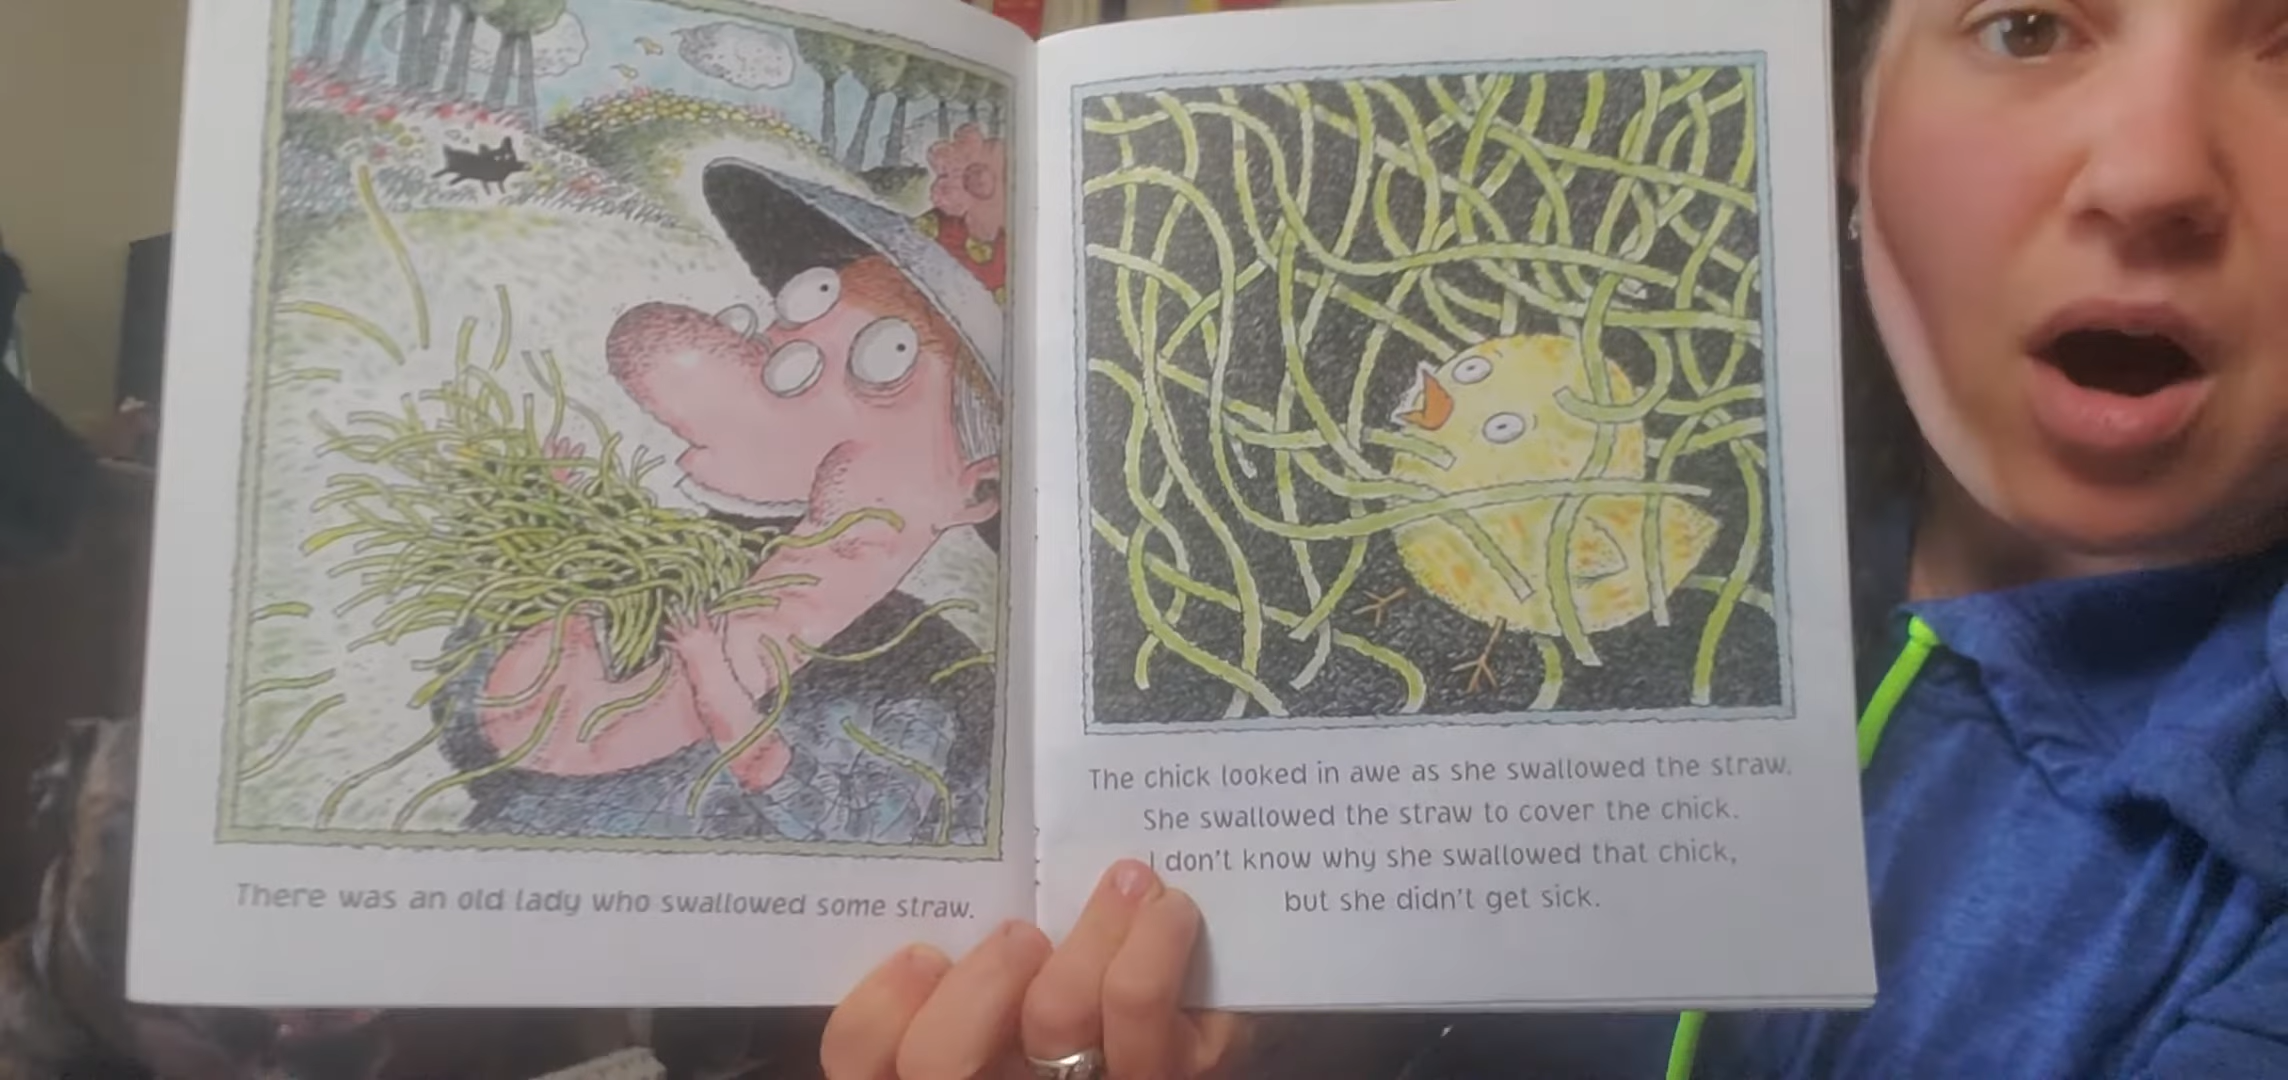 There was an old lady who swallowed some straw.
The chick looked in awe as she swallowed the straw.
She swallowed the straw to cover the chick.
I don't know why she swallowed that chick,
but she didn't get sick.